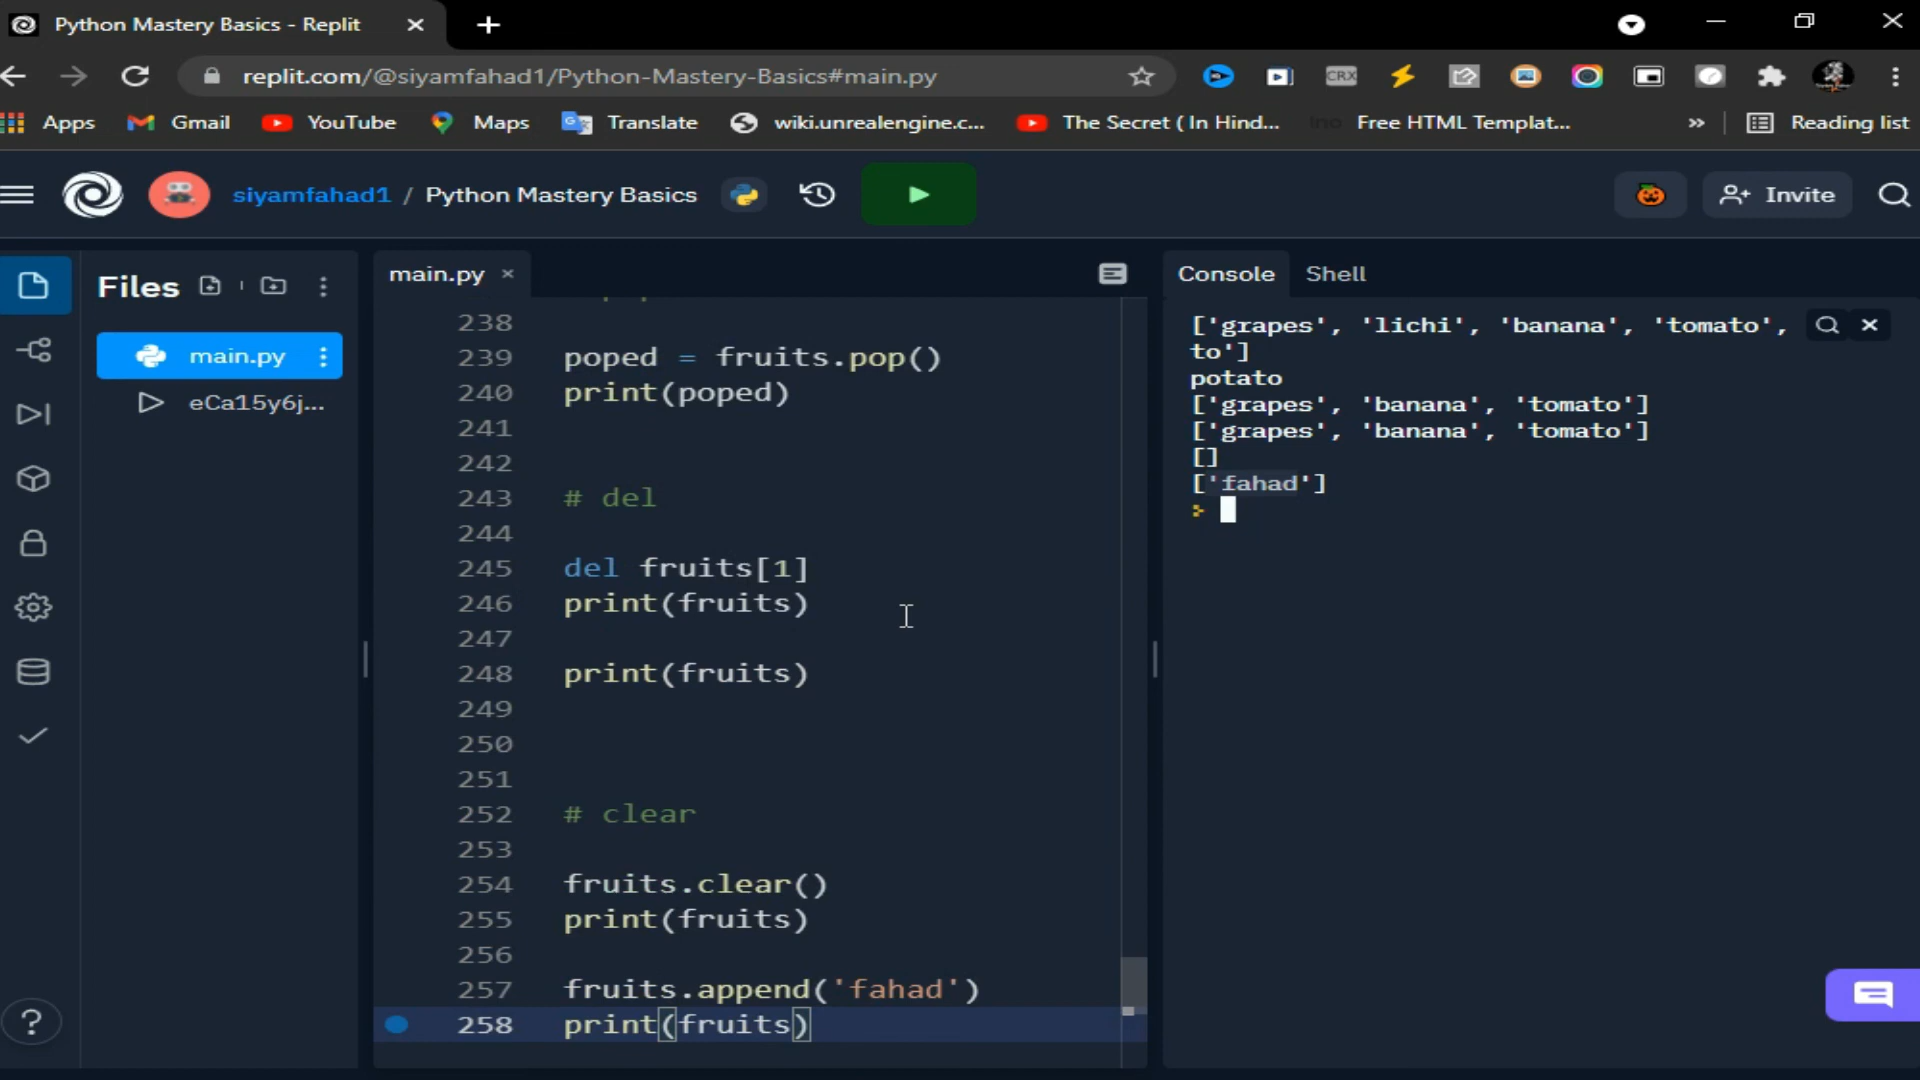 Python Mastery Basics - Replit
replit.com/@siyamfahad1/Python-Mastery-Basics#main.py
CRX
Apps Gmail YouTube Maps Translate wiki.unrealengine.c... The Secret ( In Hind... Free HTML Templat... » Reading list
siyamfahad1 / Python Mastery Basics Invite
Files
main.py
eCa15y6j...
main.py
238
239 poped = fruits.pop()
240 print(poped)
241
242
243 # del
244
245 del fruits[1]
246 print(fruits)
247
248 print(fruits)
249
250
251
252 # clear
253
254 fruits.clear()
255 print(fruits)
256
257 fruits.append('fahad')
258 print(fruits)
Console Shell
['grapes', 'lichi', 'banana', 'tomato',
to']
potato
['grapes', 'banana', 'tomato']
['grapes', 'banana', 'tomato']
[]
['fahad']